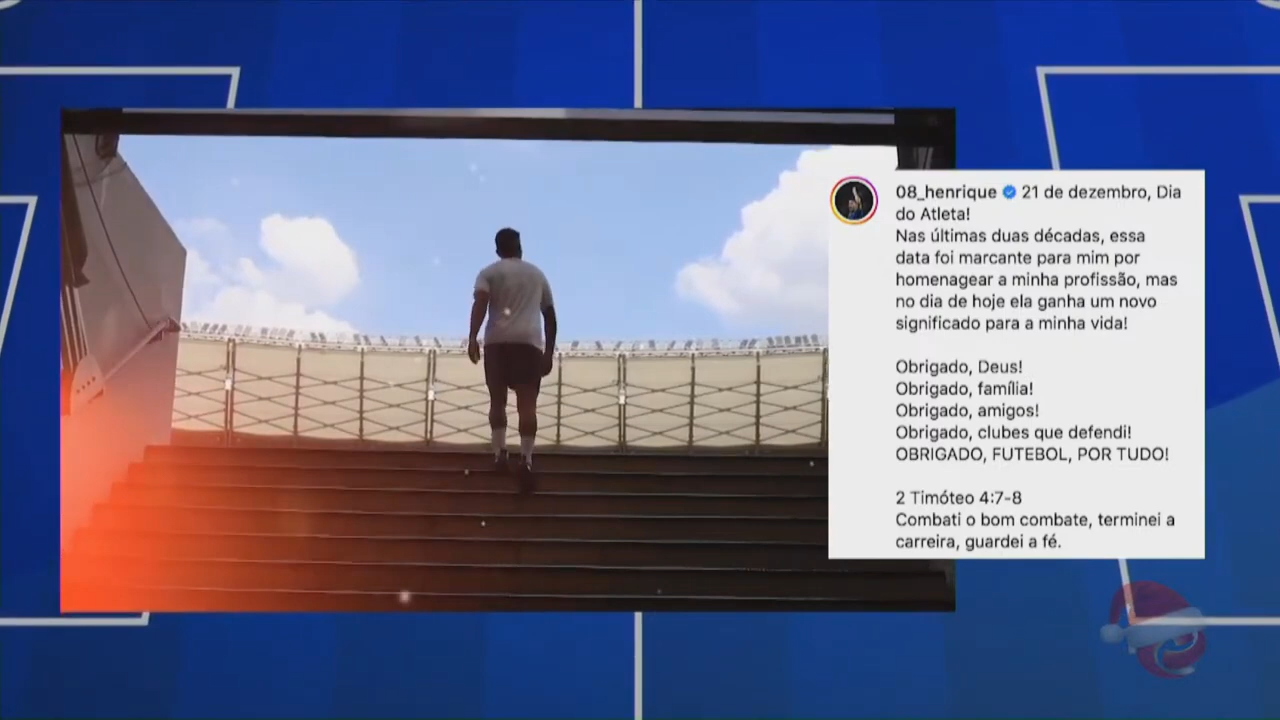 08_henrique 21 de dezembro, Dia
do Atleta!
Nas últimas duas décadas, essa
data foi marcante para mim por
homenagear a minha profissão, mas
no dia de hoje ela ganha um novo
significado para a minha vida!
Obrigado, Deus!
Obrigado, família!
Obrigado, amigos!
Obrigado, clubes que defendi!
OBRIGADO, FUTEBOL, POR TUDO!
2 Timóteo 4:7-8
Combati o bom combate, terminei a
carreira, guardei a fé.